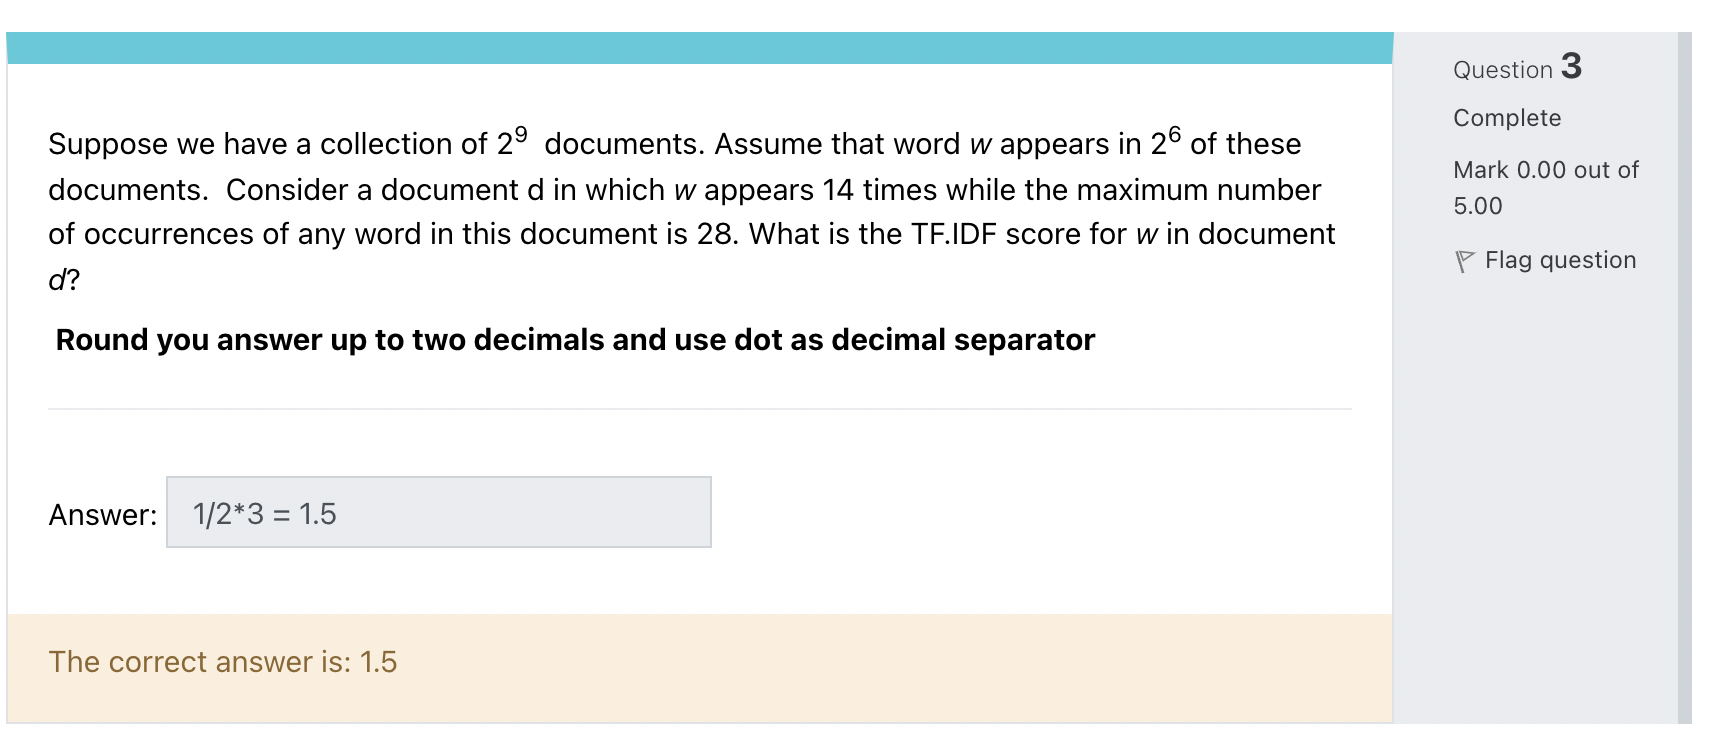 Suppose we have a collection of 2⁹ documents. Assume that word w appears in 2⁶ of these
documents. Consider a document d in which w appears 14 times while the maximum number
of occurrences of any word in this document is 28. What is the TF.IDF score for w in document
d?
Round you answer up to two decimals and use dot as decimal separator
Answer: 1/2*3 = 1.5
The correct answer is: 1.5
Question 3
Complete
Mark 0.00 out of
5.00
Flag question